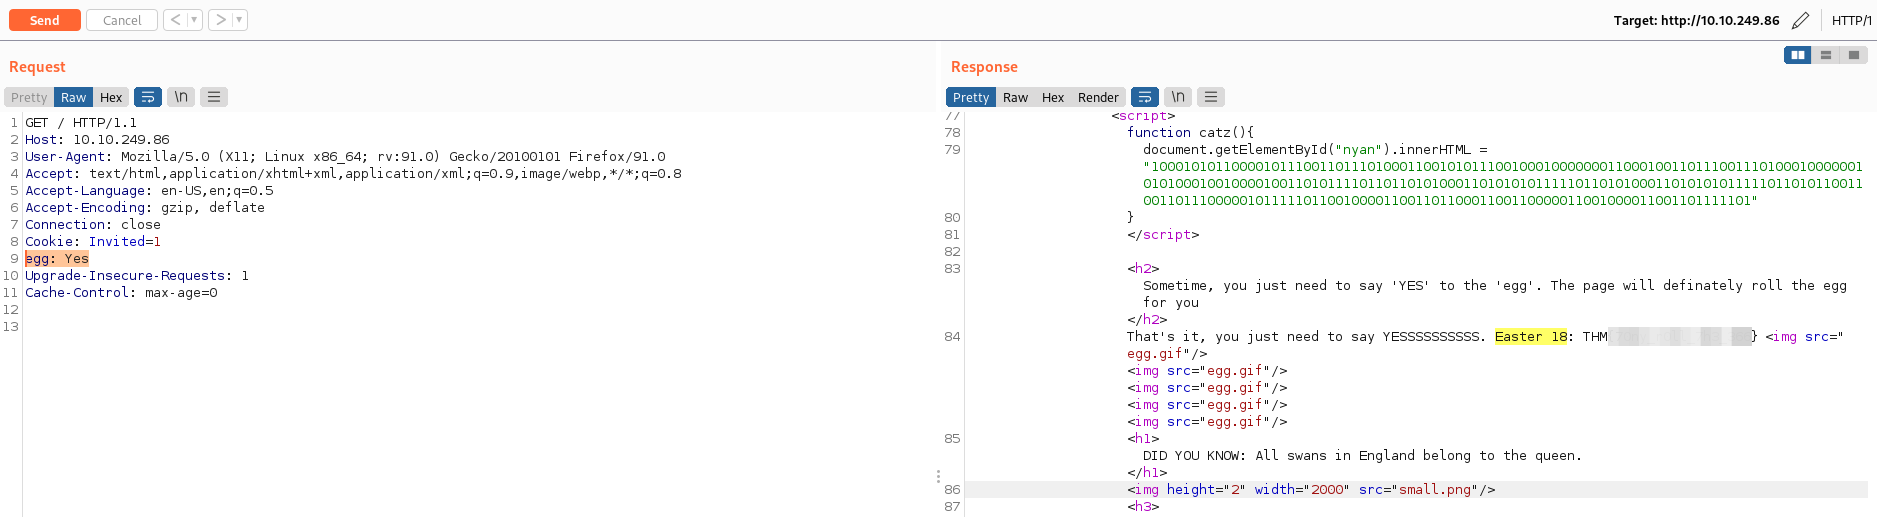 Send Cancel < > Target: http://10.10.249.86 HTTP/1
Request
Pretty Raw Hex \n
1 GET / HTTP/1.1
2 Host: 10.10.249.86
3 User-Agent: Mozilla/5.0 (X11; Linux x86_64; rv:91.0) Gecko/20100101 Firefox/91.0
4 Accept: text/html,application/xhtml+xml,application/xml;q=0.9,image/webp,*/*;q=0.8
5 Accept-Language: en-US,en;q=0.5
6 Accept-Encoding: gzip, deflate
7 Connection: close
8 Cookie: Invited=1
9 egg: Yes
10 Upgrade-Insecure-Requests: 1
11 Cache-Control: max-age=0
12
13
Response
Pretty Raw Hex Render \n
77 <script>
78 function catz(){
79 document.getElementById("nyan").innerHTML =
80 }
81 </script>
82
83 <h2>
Sometime, you just need to say 'YES' to the 'egg'. The page will definately roll the egg
for you
</h2>
84 That's it, you just need to say YESSSSSSSSSS. Easter 18: THM } <img src="
egg.gif"/>
<img src="egg.gif"/>
<img src="egg.gif"/>
<img src="egg.gif"/>
<img src="egg.gif"/>
85 <h1>
DID YOU KNOW: All swans in England belong to the queen.
</h1>
86 <img height="2" width="2000" src="small.png"/>
87 <h3>